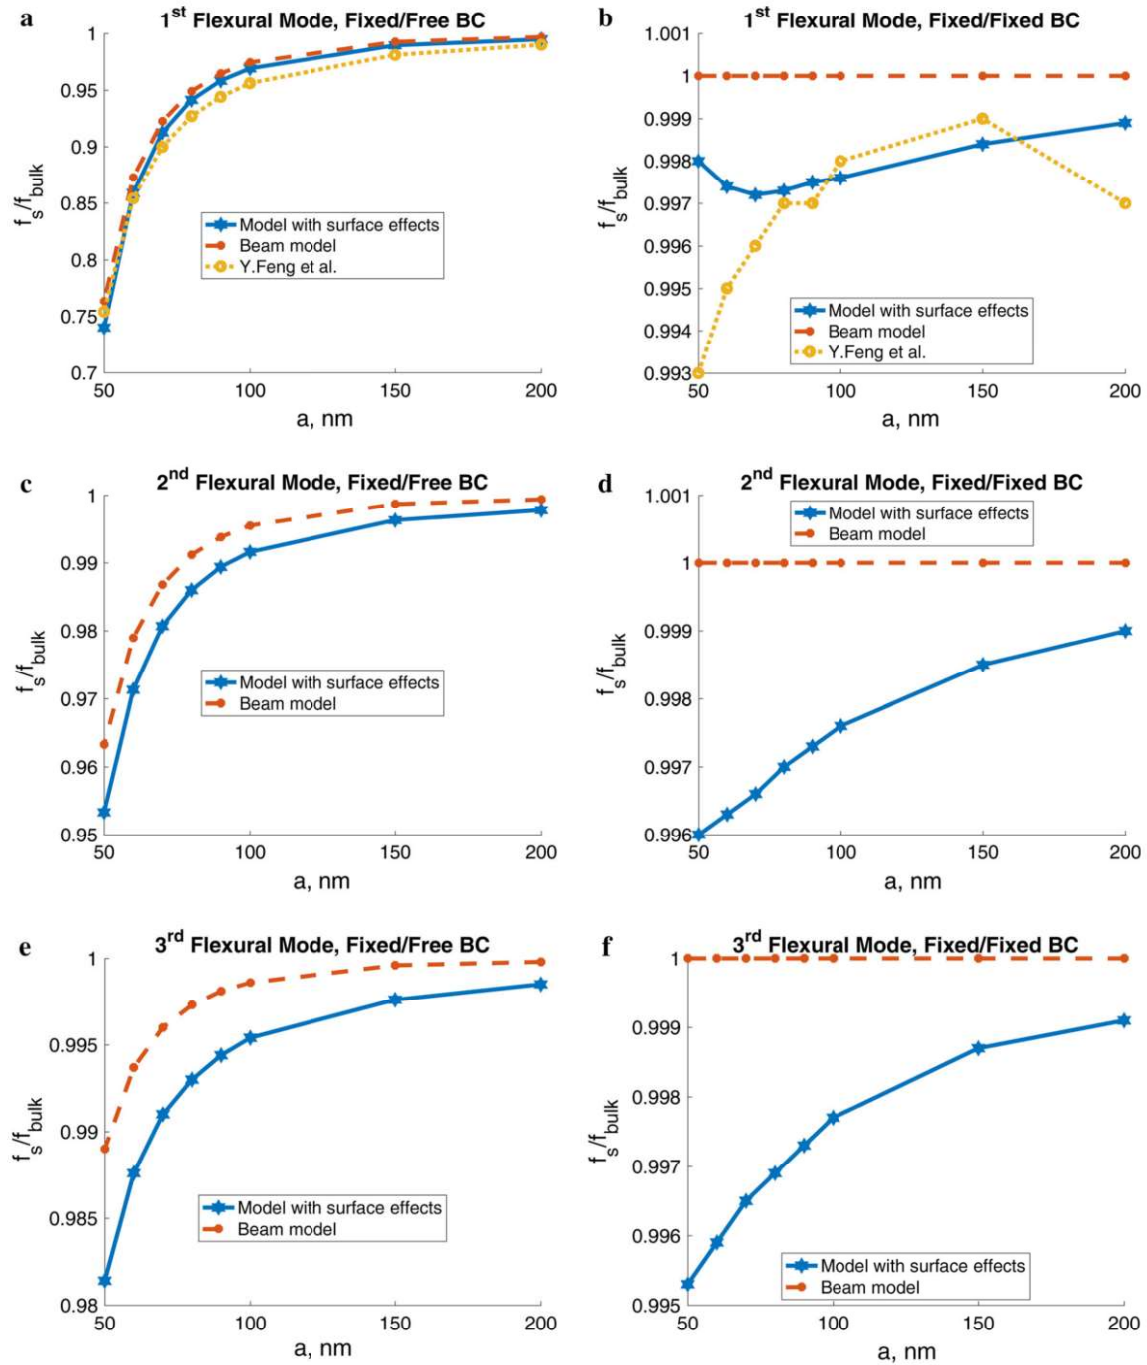 a
1st Flexural Mode, Fixed/Free BC
1
0.95
0.9
0.85
0.8
0.75
0.7
fs/fbulk
Model with surface effects
Beam model
Y.Feng et al.
50
100
150
200
a, nm
b
1st Flexural Mode, Fixed/Fixed BC
1.001
1
0.999
0.998
0.997
0.996
0.995
0.994
0.993
fs/fbulk
Model with surface effects
Beam model
Y.Feng et al.
50
100
150
200
a, nm
c
2nd Flexural Mode, Fixed/Free BC
1
0.99
0.98
0.97
0.96
0.95
fs/fbulk
Model with surface effects
Beam model
50
100
150
200
a, nm
d
2nd Flexural Mode, Fixed/Fixed BC
1.001
1
0.999
0.998
0.997
0.996
fs/fbulk
Model with surface effects
Beam model
50
100
150
200
a, nm
e
3rd Flexural Mode, Fixed/Free BC
1
0.995
0.99
0.985
0.98
fs/fbulk
Model with surface effects
Beam model
50
100
150
200
a, nm
f
3rd Flexural Mode, Fixed/Fixed BC
1
0.999
0.998
0.997
0.996
0.995
fs/fbulk
Model with surface effects
Beam model
50
100
150
200
a, nm